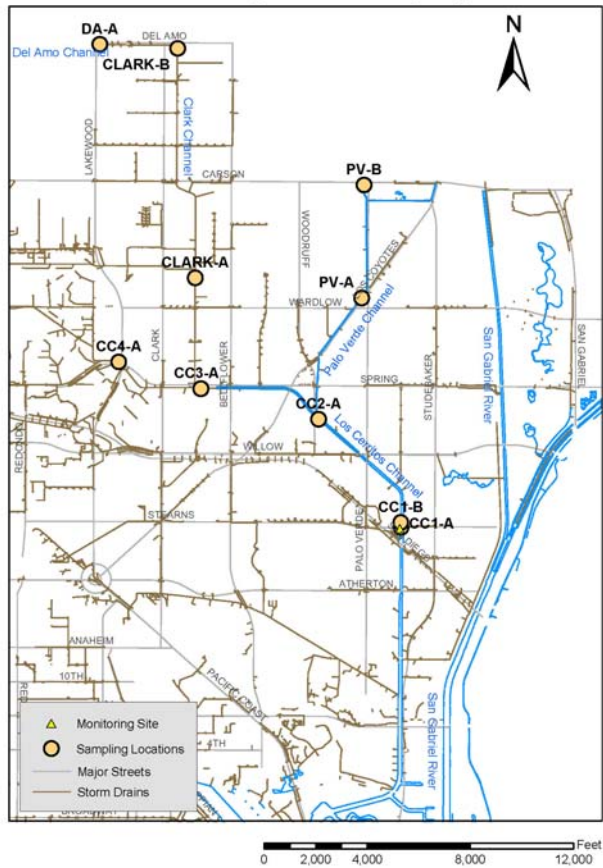 DA-A
DEL AMO
N
Del Amo Channel
CLARK-B
Clark Channel
LAKEWOOD
CARSON
PV-B
WOODRUFF
CLARK-A
PV-A
WARDLOW
Palo Verde Channel
San Gabriel River
SAN GABRIEL
CC4-A
CLARK
CC3-A
BELLFLOWER
SPRING
STUDEBAKER
CC2-A
Los Cerritos Channel
REDONDO
WILLOW
CC1-B
CC1-A
STEARNS
PALO VERDE
ATHERTON
ANAHEIM
10TH
PACIFIC COAST
San Gabriel River
4TH
Monitoring Site
Sampling Locations
Major Streets
Storm Drains
BROADWAY
Feet
0 2,000 4,000 8,000 12,000